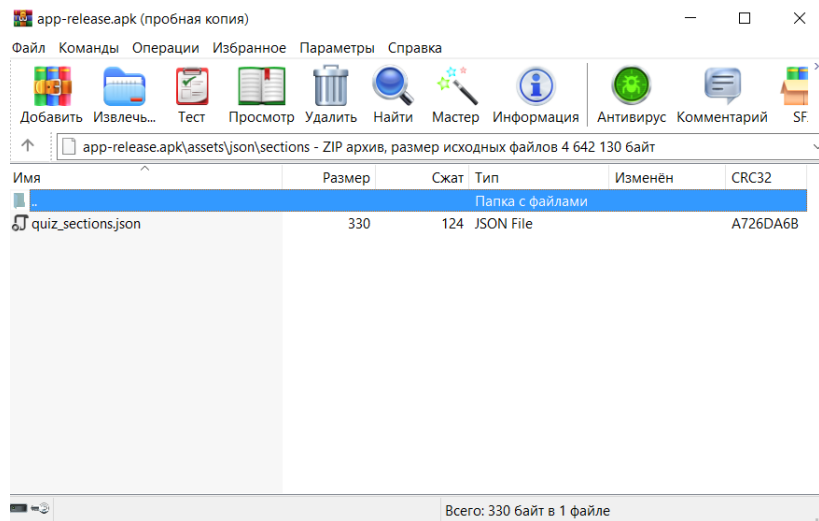 app-release.apk (пробная копия)
Файл Команды Операции Избранное Параметры Справка
Добавить Извлечь... Тест Просмотр Удалить Найти Мастер Информация Антивирус Комментарий SF
app-release.apk\assets\json\sections - ZIP архив, размер исходных файлов 4 642 130 байт
Имя Размер Сжат Тип Изменён CRC32
.. Папка с файлами
quiz_sections.json 330 124 JSON File A726DA6B
Всего: 330 байт в 1 файле